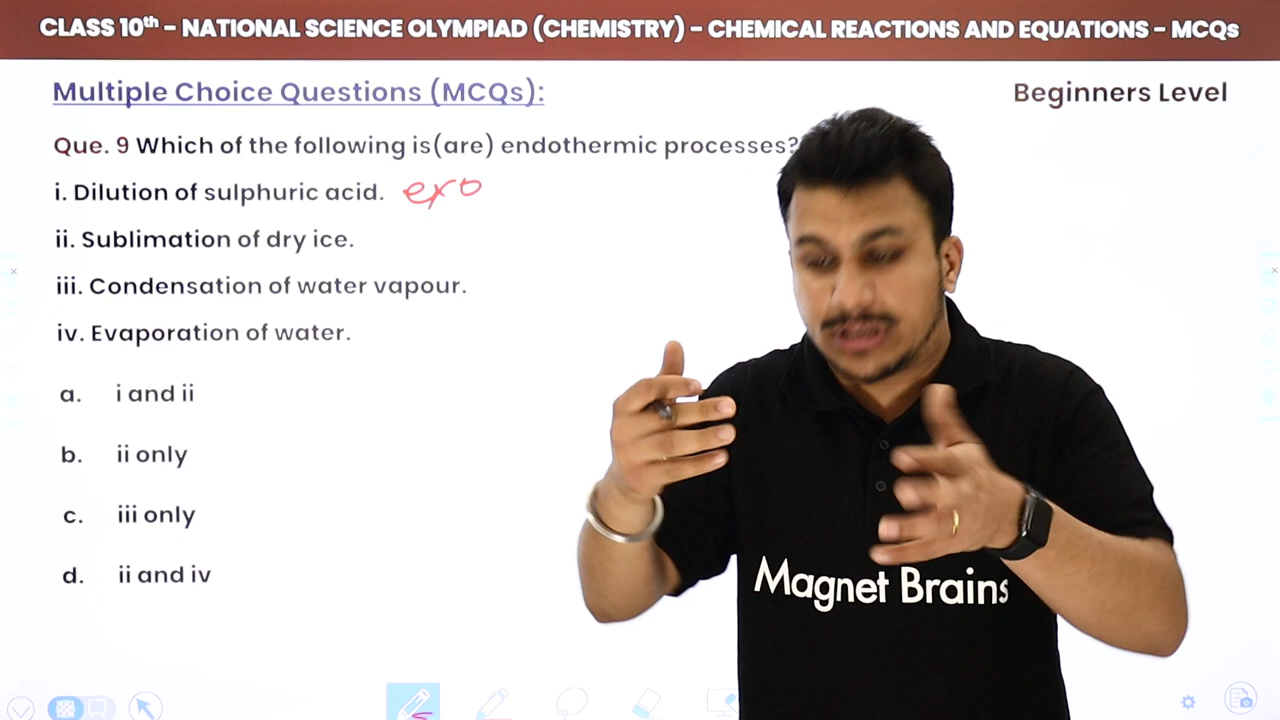 CLASS 10th - NATIONAL SCIENCE OLYMPIAD (CHEMISTRY) - CHEMICAL REACTIONS AND EQUATIONS - MCQs
Multiple Choice Questions (MCQs):
Beginners Level
Que. 9 Which of the following is(are) endothermic processes?
i. Dilution of sulphuric acid. exo
ii. Sublimation of dry ice.
iii. Condensation of water vapour.
iv. Evaporation of water.
a. i and ii
b. ii only
c. iii only
d. ii and iv
Magnet Brains